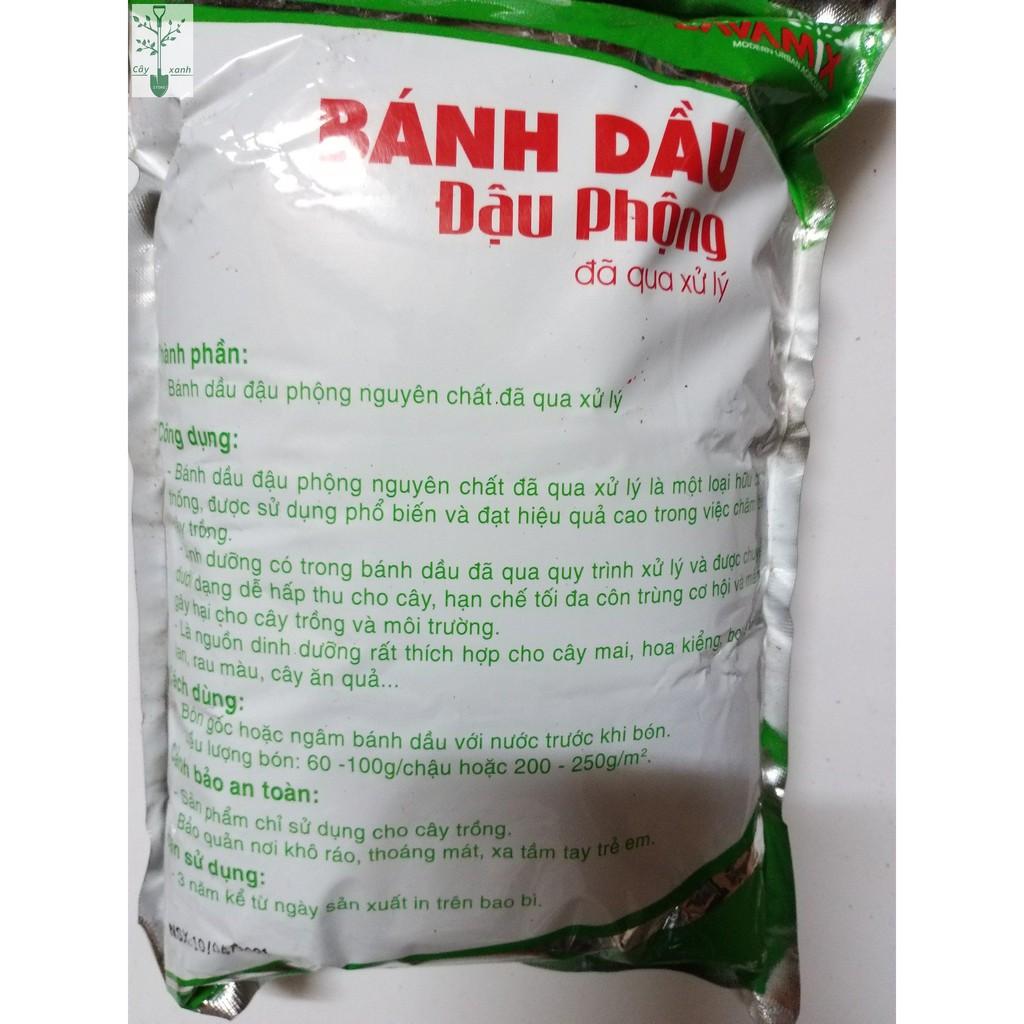 Cây xanh
STORE
MODERN URBAN
BÁNH DẦU
Đậu Phộng
đã qua xử lý
phần:
Bánh dầu đậu phộng nguyên chất đã qua xử lý
Công dụng:
- Bánh dầu đậu phộng nguyên chất đã qua xử lý là một loại hữu
thống, được sử dụng phổ biến và đạt hiệu quả cao trong việc chăm
trồng.
dưỡng có trong bánh dầu đã qua quy trình xử lý và được
dưới dạng dễ hấp thu cho cây, hạn chế tối đa côn trùng cơ hội và
gây hại cho cây trồng và môi trường.
- Là nguồn dinh dưỡng rất thích hợp cho cây mai, hoa kiểng,
lan, rau màu, cây ăn quả...
dùng:
Bón gốc hoặc ngâm bánh dầu với nước trước khi bón.
lượng bón: 60 -100g/chậu hoặc 200 - 250g/m².
bảo an toàn:
- Sản phẩm chỉ sử dụng cho cây trồng.
Bảo quản nơi khô ráo, thoáng mát, xa tầm tay trẻ em.
sử dụng:
- 3 năm kể từ ngày sản xuất in trên bao bì.